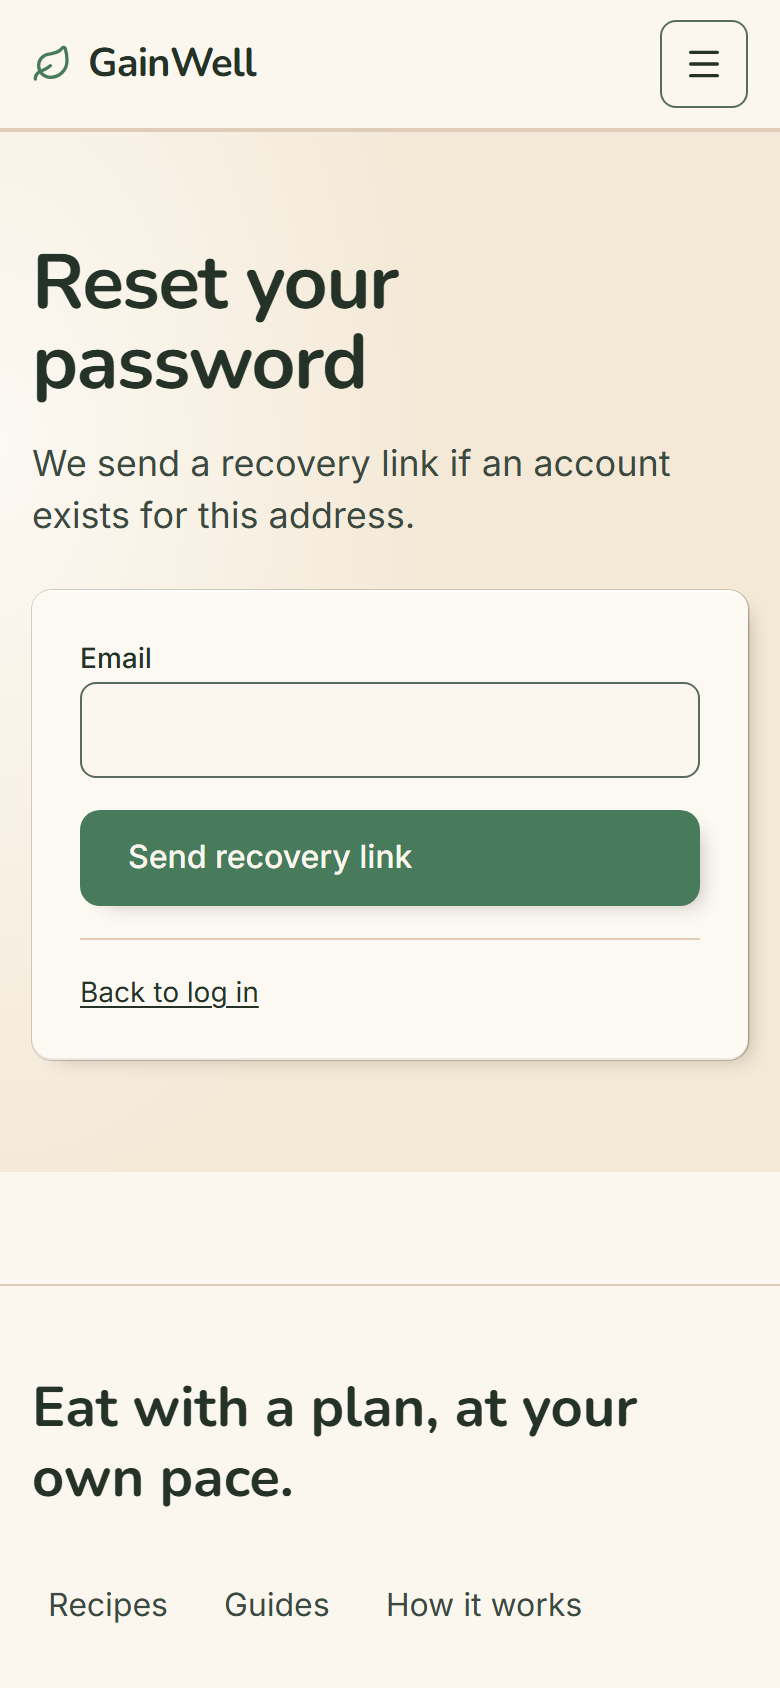 GainWell
Reset your
password
We send a recovery link if an account
exists for this address.
Email
Send recovery link
Back to log in
Eat with a plan, at your
own pace.
Recipes Guides How it works